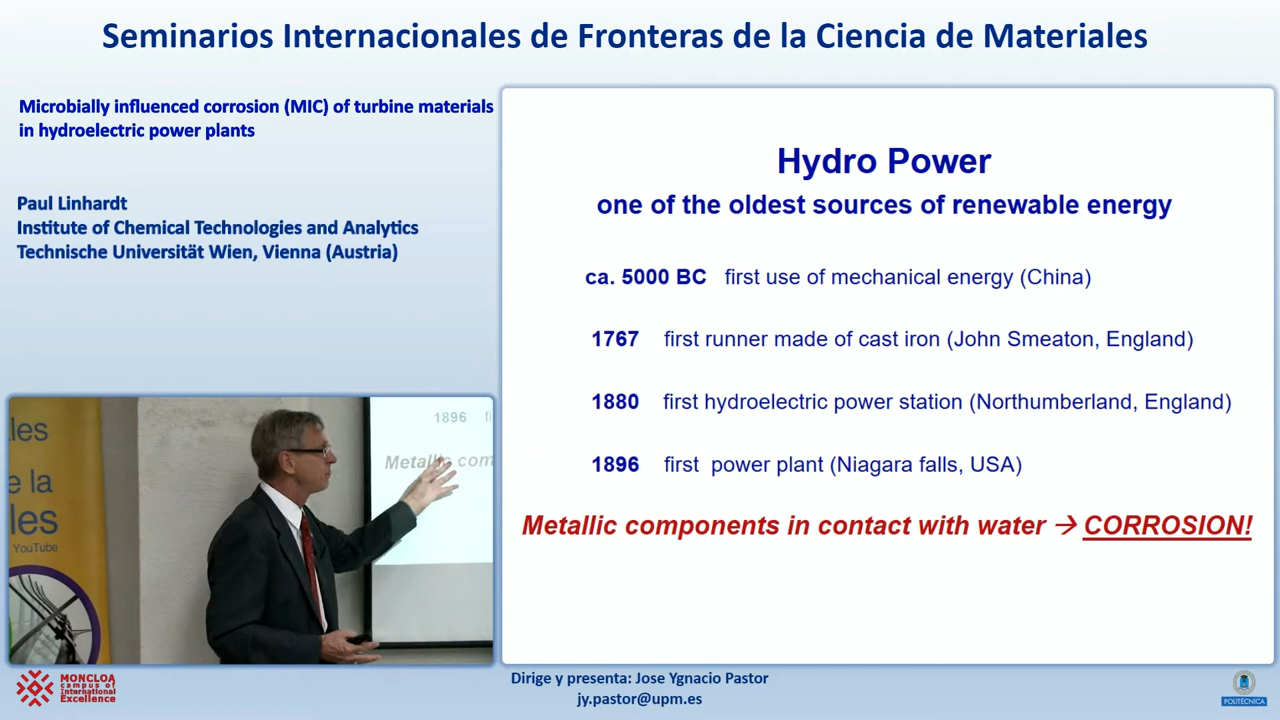 Seminarios Internacionales de Fronteras de la Ciencia de Materiales
Microbially influenced corrosion (MIC) of turbine materials
in hydroelectric power plants
Paul Linhardt
Institute of Chemical Technologies and Analytics
Technische Universität Wien, Vienna (Austria)
Hydro Power
one of the oldest sources of renewable energy
ca. 5000 BC first use of mechanical energy (China)
1767 first runner made of cast iron (John Smeaton, England)
1880 first hydroelectric power station (Northumberland, England)
1896 first power plant (Niagara falls, USA)
Metallic components in contact with water → CORROSION!
les
e la
les
YouTube
1896 fi
Metallic com
MONCLOA
campus of
International
Excellence
Dirige y presenta: Jose Ygnacio Pastor
jy.pastor@upm.es
POLITÉCNICA